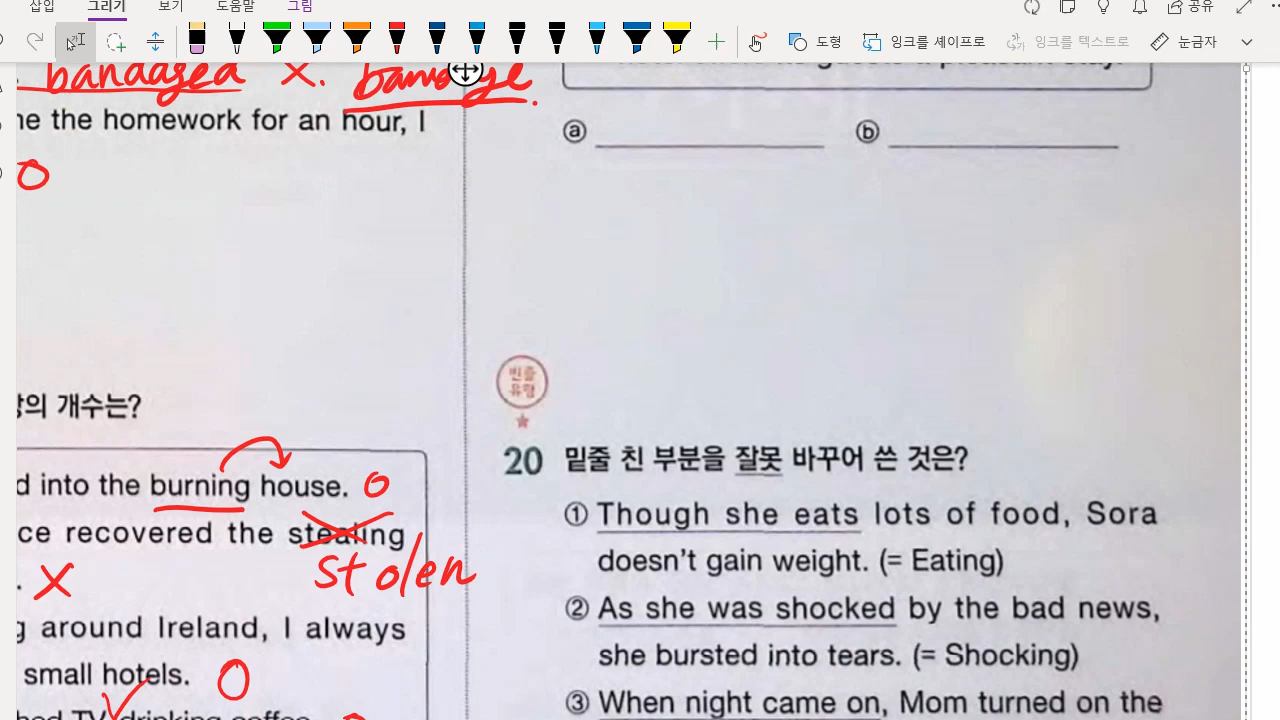 삽입 그리기 보기 도움말 그림 공유
도형 잉크를 셰이프로 잉크를 텍스트로 눈금자
bandaged X.
the homework for an hour, I
O
의 개수는?
into the burning house. O
recovered the stealing
X stolen
around Ireland, I always
small hotels. O
TV drinking coffee
a pleasant stay.
ⓐ ⓑ
빈출
유형
20 밑줄 친 부분을 잘못 바꾸어 쓴 것은?
① Though she eats lots of food, Sora
doesn't gain weight. (= Eating)
② As she was shocked by the bad news,
she bursted into tears. (= Shocking)
③ When night came on, Mom turned on the